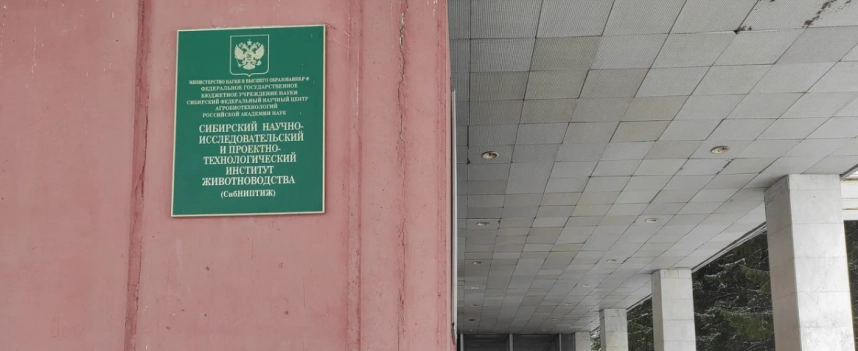 МИНИСТЕРСТВО НАУКИ И ВЫСШЕГО ОБРАЗОВАНИЯ РФ
ФЕДЕРАЛЬНОЕ ГОСУДАРСТВЕННОЕ
БЮДЖЕТНОЕ УЧРЕЖДЕНИЕ НАУКИ
СИБИРСКИЙ ФЕДЕРАЛЬНЫЙ НАУЧНЫЙ ЦЕНТР
АГРОБИОТЕХНОЛОГИЙ
РОССИЙСКОЙ АКАДЕМИИ НАУК
СИБИРСКИЙ НАУЧНО-
ИССЛЕДОВАТЕЛЬСКИЙ
И ПРОЕКТНО-
ТЕХНОЛОГИЧЕСКИЙ
ИНСТИТУТ
ЖИВОТНОВОДСТВА
(СибНИПТИЖ)